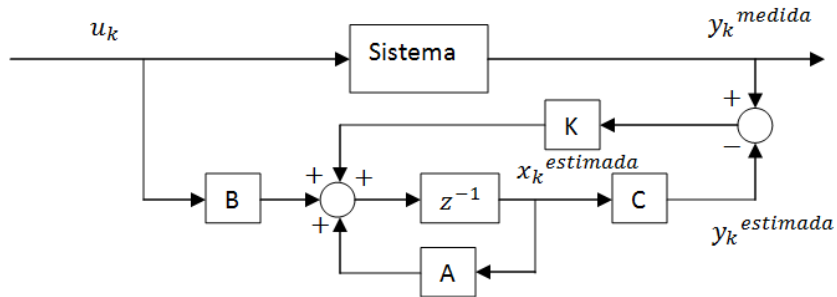 u_k
Sistema
y_k^medida
+
−
K
x_k^estimada
+
+
+
B
z^−1
C
y_k^estimada
A